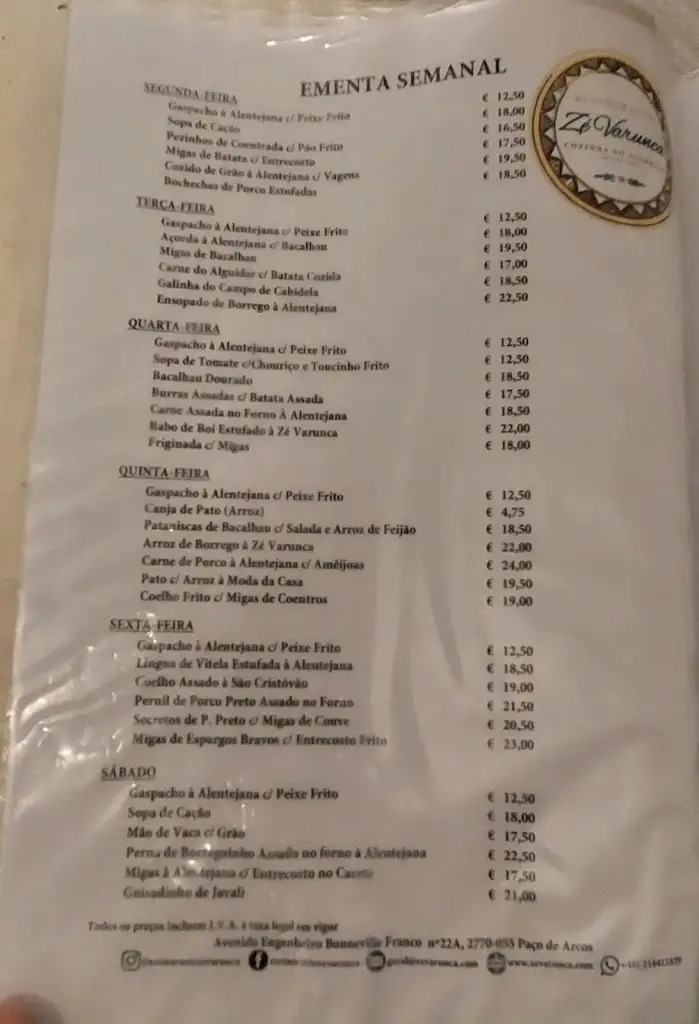 EMENTA SEMANAL
Zé Varunca
SEGUNDA-FEIRA
Gaspacho à Alentejana c/ Peixe Frito € 12,50
Sopa de Cação € 18,00
Pezinhos de Coentrada c/ Pão Frito € 16,50
Migas de Batata c/ Entrecosto € 17,50
Cozido de Grão à Alentejana c/ Vagens € 19,50
Bochechas de Porco Estufadas € 18,50
TERÇA-FEIRA
Gaspacho à Alentejana c/ Peixe Frito € 12,50
Açorda à Alentejana c/ Bacalhau € 18,00
Migas de Bacalhau € 19,50
Carne do Alguidar c/ Batata Cozida € 17,00
Galinha do Campo de Cabidela € 18,50
Ensopado de Borrego à Alentejana € 22,50
QUARTA-FEIRA
Gaspacho à Alentejana c/ Peixe Frito € 12,50
Sopa de Tomate c/Chouriço e Toucinho Frito € 12,50
Bacalhau Dourado € 18,50
Burras Assadas c/ Batata Assada € 17,50
Carne Assada no Forno À Alentejana € 18,50
Rabo de Boi Estufado à Zé Varunca € 22,00
Friginada c/ Migas € 18,00
QUINTA-FEIRA
Gaspacho à Alentejana c/ Peixe Frito € 12,50
Canja de Pato (Arroz) € 4,75
Pataniscas de Bacalhau c/ Salada e Arroz de Feijão € 18,50
Arroz de Borrego à Zé Varunca € 22,00
Carne de Porco à Alentejana c/ Amêijoas € 24,00
Pato c/ Arroz à Moda da Casa € 19,50
Coelho Frito c/ Migas de Coentros € 19,00
SEXTA-FEIRA
Gaspacho à Alentejana c/ Peixe Frito € 12,50
Lingua de Vitela Estufada à Alentejana € 18,50
Coelho Assado à São Cristóvão € 19,00
Pernil de Porco Preto Assado no Forno € 21,50
Secretos de P. Preto c/ Migas de Couve € 20,50
Migas de Espargos Bravos c/ Entrecosto Frito € 23,00
SÁBADO
Gaspacho à Alentejana c/ Peixe Frito € 12,50
Sopa de Cação € 18,00
Mão de Vaca c/ Grão € 17,50
Perna de Borreguinho Assado no forno à Alentejana € 22,50
Migas à Alentejana c/ Entrecosto no € 17,50
Guisadinho de Javali € 21,00
Todos os preços incluem I. V. A. à taxa legal em vigor
Avenida Engenheiro Bonneville Franco nº22A, 2770-055 Paço de Arcos